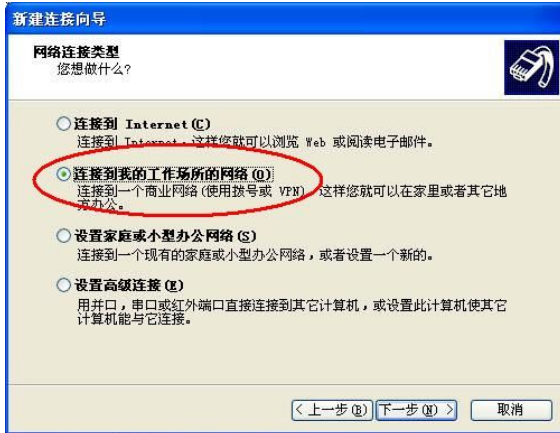 新建连接向导
网络连接类型
您想做什么?
连接到 Internet(C)
连接到 Internet，这样您就可以浏览 Web 或阅读电子邮件。
连接到我的工作场所的网络(O)
连接到一个商业网络(使用拨号或 VPN)，这样您就可以在家里或者其它地
方办公。
设置家庭或小型办公网络(S)
连接到一个现有的家庭或小型办公网络，或者设置一个新的。
设置高级连接(E)
用并口，串口或红外端口直接连接到其它计算机，或设置此计算机使其它
计算机能与它连接。
< 上一步(B) 下一步(N) > 取消